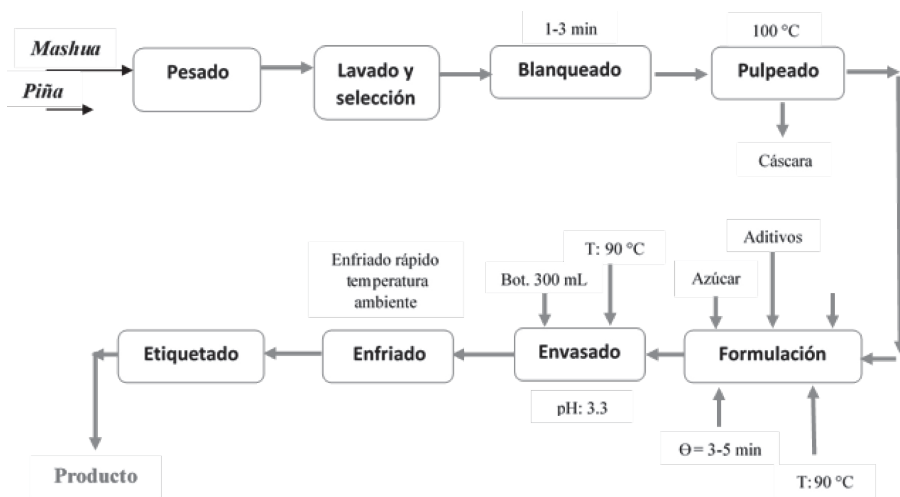 Mashua
Piña
Pesado
Lavado y
selección
1-3 min
Blanqueado
100 °C
Pulpeado
Cáscara
Aditivos
Azúcar
Formulación
Ɵ= 3-5 min
T:90 °C
T: 90 °C
Bot. 300 mL
Envasado
pH: 3.3
Enfriado rápido
temperatura
ambiente
Enfriado
Etiquetado
Producto